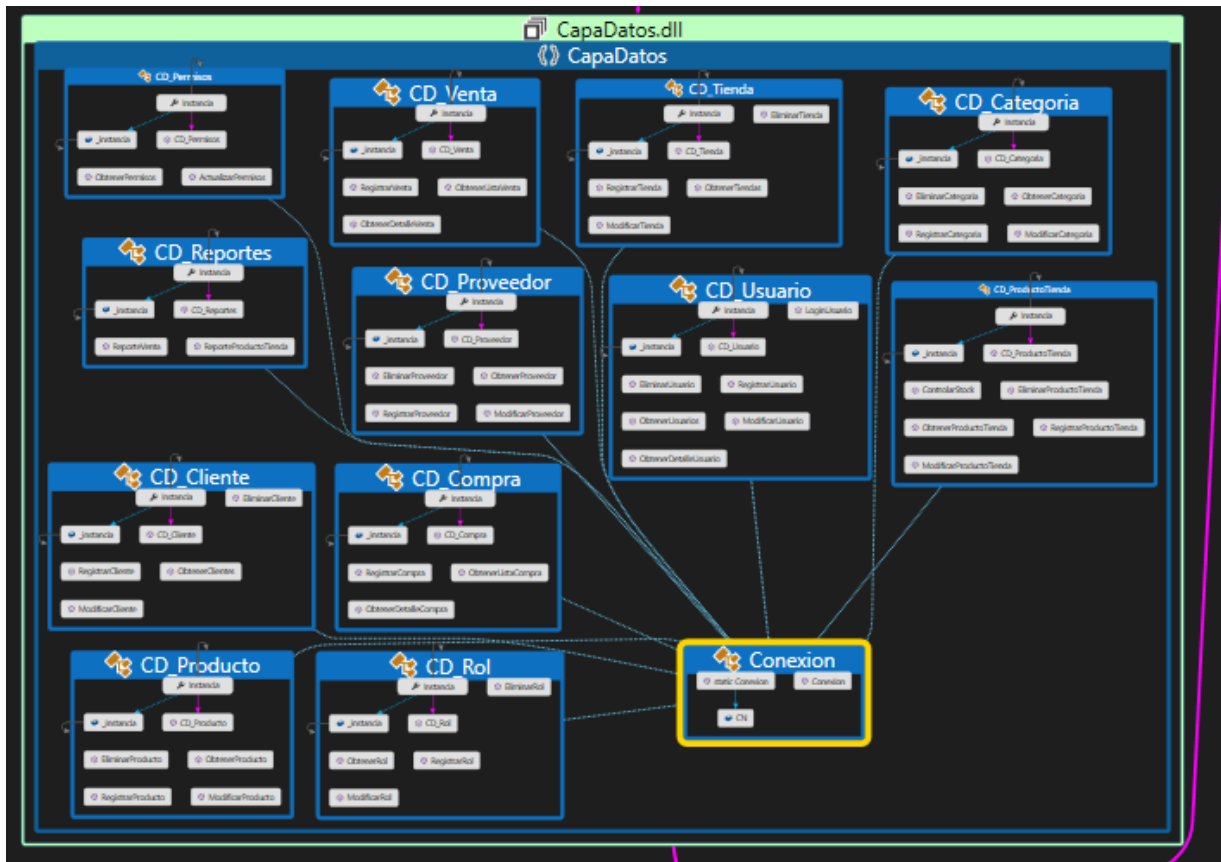 CapaDatos.dll
CapaDatos
CD_Permisos
Instancia
_instancia
CD_Permisos
ObtenerPermisos
ActualizarPermisos
CD_Venta
Instancia
_instancia
CD_Venta
RegistrarVenta
ObtenerListaVenta
ObtenerDetalleVenta
CD_Tienda
Instancia
EliminarTienda
_instancia
CD_Tienda
RegistrarTienda
ObtenerTiendas
ModificarTienda
CD_Categoria
Instancia
_instancia
CD_Categoria
EliminarCategoria
ObtenerCategoria
RegistrarCategoria
ModificarCategoria
CD_Reportes
Instancia
_instancia
CD_Reportes
ReporteVenta
ReporteProductoTienda
CD_Proveedor
Instancia
_instancia
CD_Proveedor
EliminarProveedor
ObtenerProveedor
RegistrarProveedor
ModificarProveedor
CD_Usuario
Instancia
LoginUsuario
_instancia
CD_Usuario
EliminarUsuario
RegistrarUsuario
ObtenerUsuarios
ModificarUsuario
ObtenerDetalleUsuario
CD_ProductoTienda
Instancia
_instancia
CD_ProductoTienda
ControlarStock
EliminarProductoTienda
ObtenerProductoTienda
RegistrarProductoTienda
ModificarProductoTienda
CD_Cliente
Instancia
EliminarCliente
_instancia
CD_Cliente
RegistrarCliente
ObtenerClientes
ModificarCliente
CD_Compra
Instancia
_instancia
CD_Compra
RegistrarCompra
ObtenerListaCompra
ObtenerDetalleCompra
CD_Producto
Instancia
_instancia
CD_Producto
EliminarProducto
ObtenerProducto
RegistrarProducto
ModificarProducto
CD_Rol
Instancia
EliminarRol
_instancia
CD_Rol
ObtenerRol
RegistrarRol
ModificarRol
Conexion
static Conexion
Conexion
CN